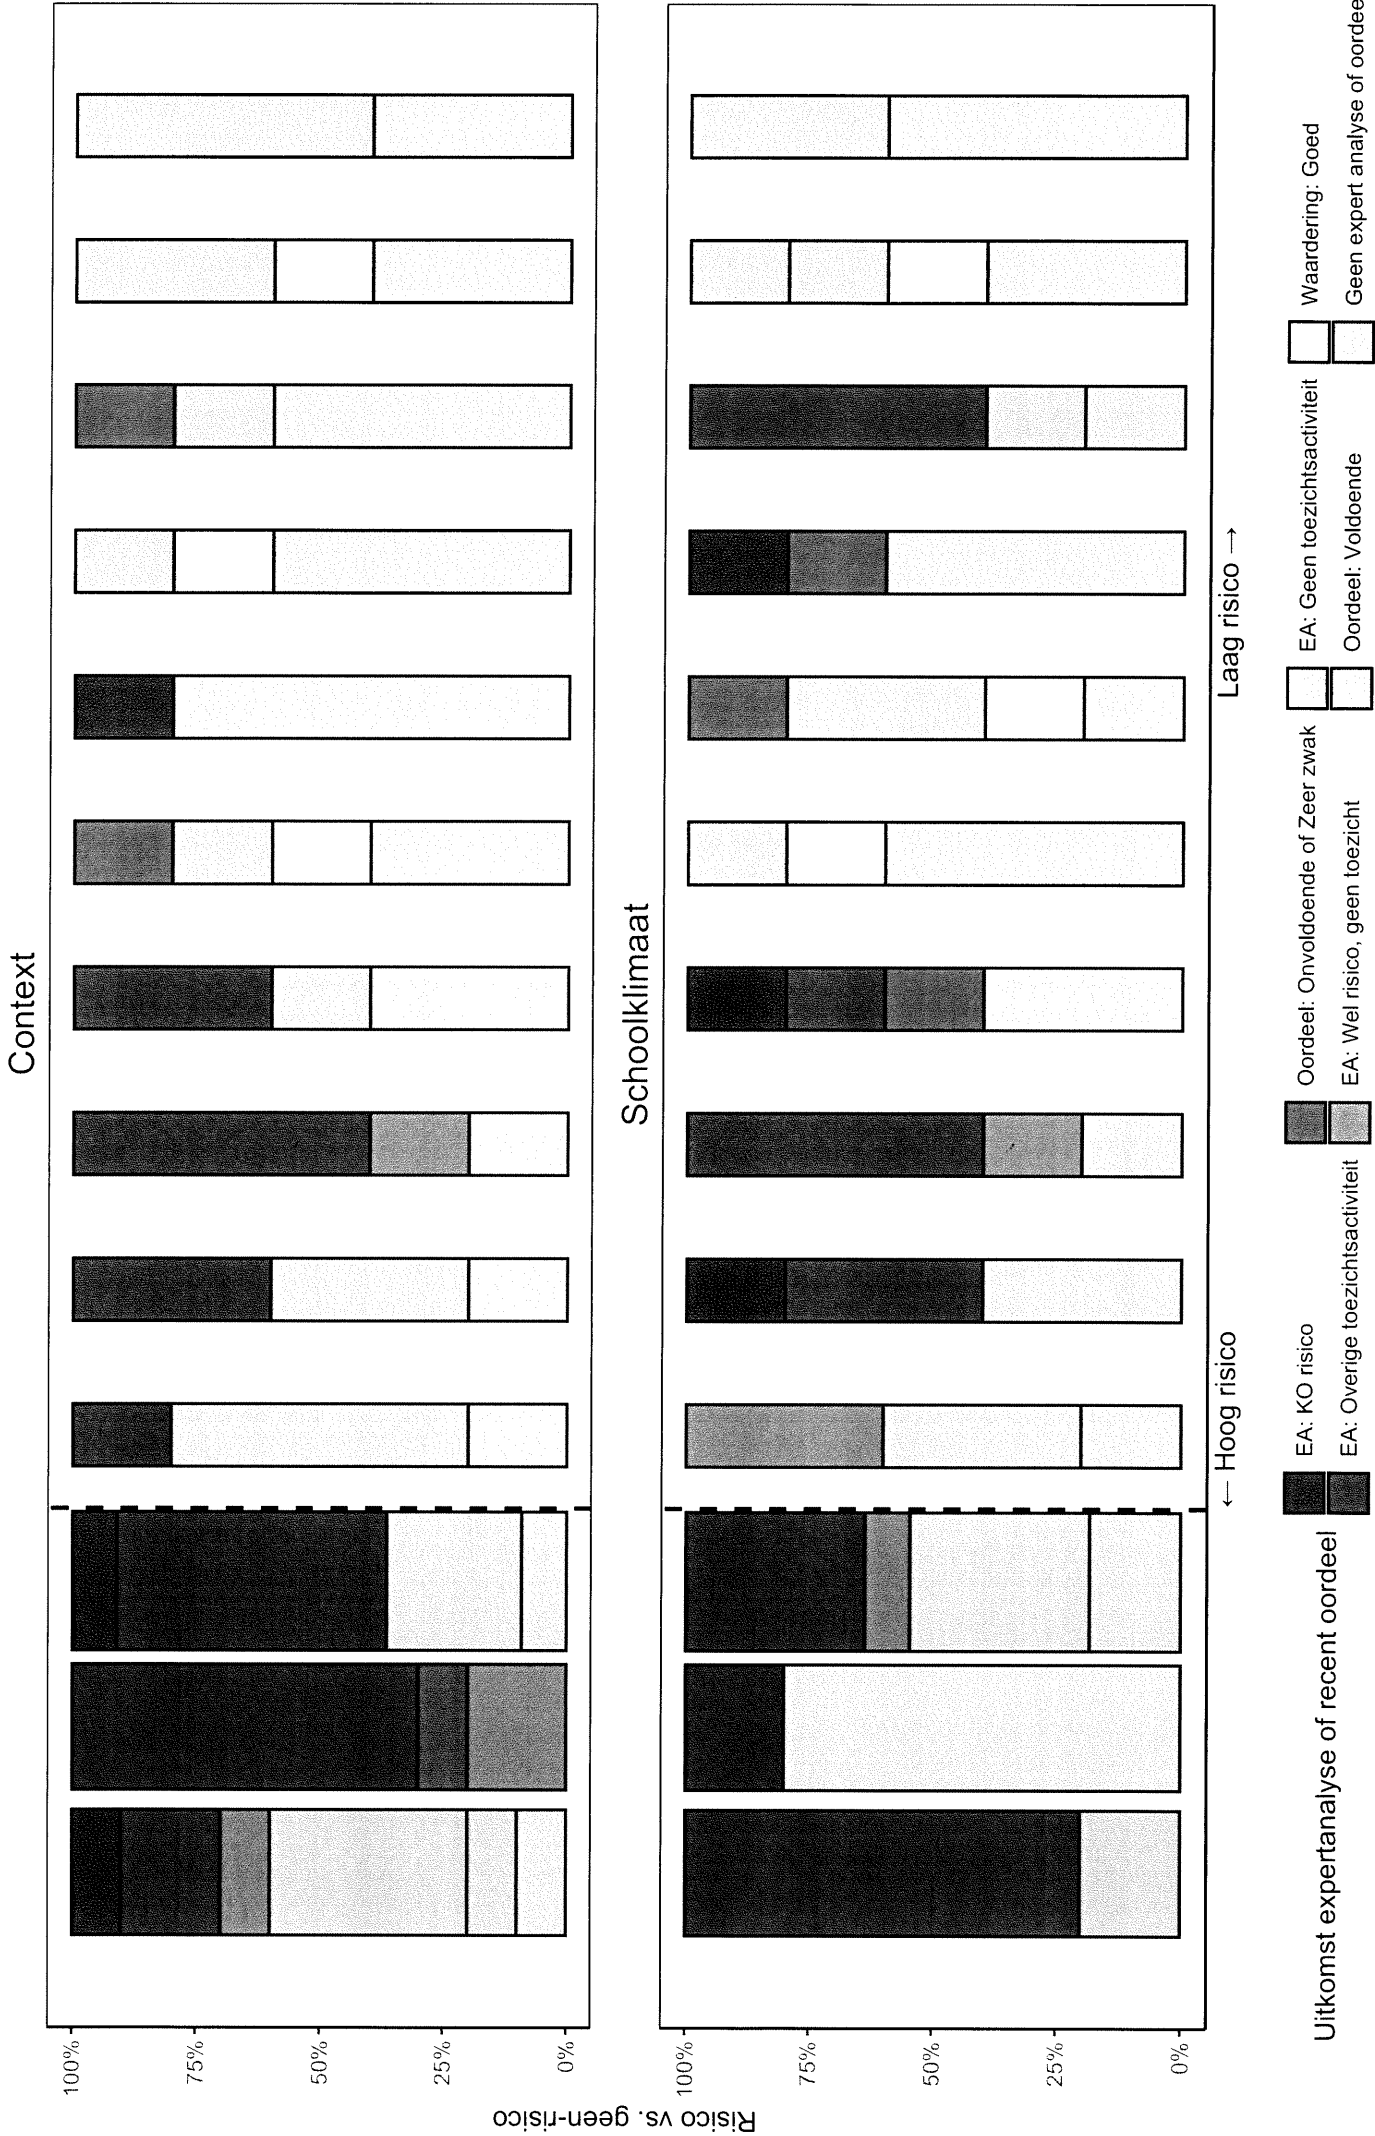 Context
100%
75%
50%
25%
0%
Schoolklimaat
100%
75%
50%
25%
0%
Risico vs. geen-risico
← Hoog risico
Laag risico →
Uitkomst expertanalyse of recent oordeel
EA: KO risico
EA: Overige toezichtsactiviteit
Oordeel: Onvoldoende of Zeer zwak
EA: Wel risico, geen toezicht
EA: Geen toezichtsactiviteit
Oordeel: Voldoende
Waardering: Goed
Geen expert analyse of oordee